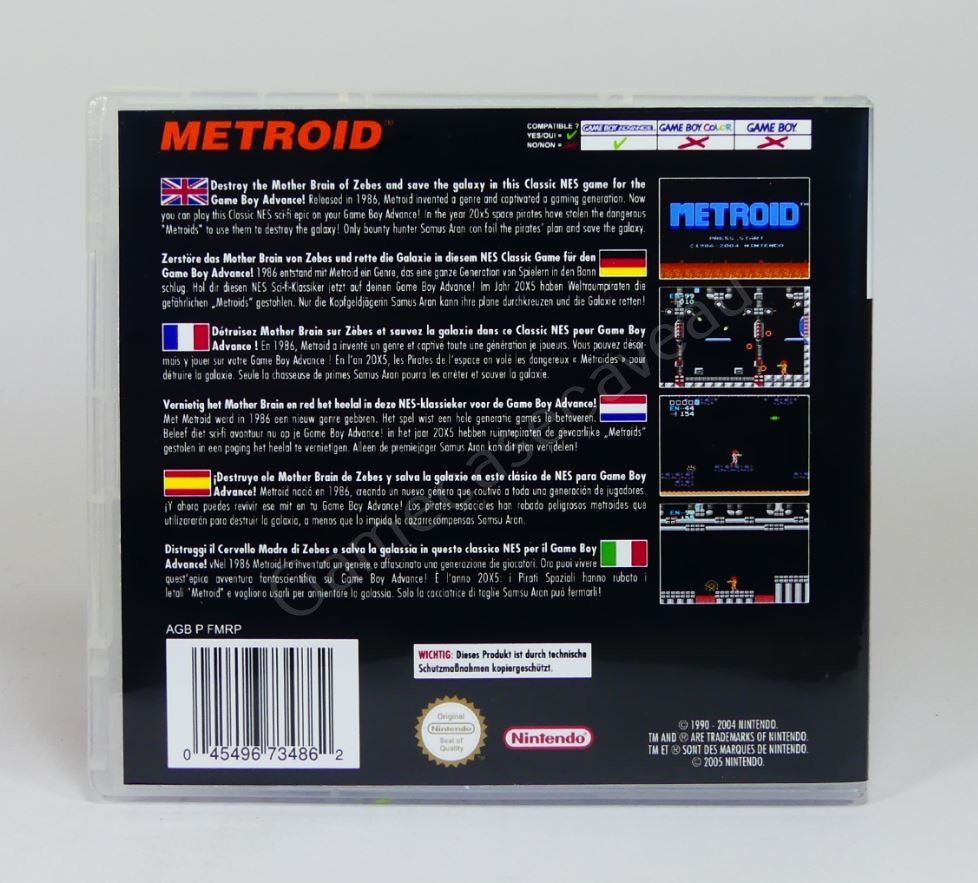 METROID™
COMPATIBLE ?
YES/OUI =
NO/NON =
GAME BOY ADVANCE
GAME BOY COLOR
GAME BOY
Destroy the Mother Brain of Zebes and save the galaxy in this Classic NES game for the
Game Boy Advance! Released in 1986, Metroid invented a genre and captivated a gaming generation. Now
you can play this Classic NES sci-fi epic on your Game Boy Advance! In the year 20x5 space pirates have stolen the dangerous
"Metroids" to use them to destroy the galaxy! Only bounty hunter Samus Aran can foil the pirates' plan and save the galaxy.
Zerstöre das Mother Brain von Zebes und rette die Galaxie in diesem NES Classic Game für den
Game Boy Advance! 1986 entstand mit Metroid ein Genre, das eine ganze Generation von Spielern in den Bann
schlug. Hol dir diesen NES Sci-fi-Klassiker jetzt auf deinen Game Boy Advance! Im Jahr 20X5 haben Weltraumpiraten die
gefährlichen „Metroids" gestohlen. Nur die Kopfgeldjägerin Samus Aran kann ihre plane durchkreuzen und die Galaxie retten!
Détruisez Mother Brain sur Zèbes et sauvez la galaxie dans ce Classic NES pour Game Boy
Advance ! En 1986, Metroid a inventé un genre et captivé toute une génération je joueurs. Vous pouvez désor-
mais y jouer sur votre Game Boy Advance ! En l'an 20X5, les Pirates de l'espace on volé les dangereux « Métroides » pour
détruire la galaxie. Seule la chasseuse de primes Samus Aran pourra les arrêter et sauver la galaxie.
Vernietig het Mother Brain en red het heelal in deze NES-klassieker voor de Game Boy Advance!
Met Metroid werd in 1986 een nieuw genre gebbren. Het spel wist een hele generatie games te betoveren.
Beleef diet sci-fi avontuur nu op je Game Boy Advance! in het jaar 20X5 hebben ruimtepiraten de gevaarlijke „Metroids"
gestolen in een poging het heelal te vernietigen. Alleen de premiejager Samus Aran kan dit plan verijdelen!
¡Destruye ele Mother Brain de Zebes y salva la galaxia en este clásico de NES para Game Boy
Advance! Metroid nació en 1986, creando un nuevo género que cautivó a toda una generación de jugadores.
¡Y ahora puedes revivir ese mit en tu Game Boy Advance! Los Piratas espaciales han robado peligrosos metroides que
utilizararán para destruir la galaxia, a menos que lo impida la cazarrecompensas Samsu Aran.
Distruggi il Cervello Madre di Zebes e salva la galassia in questo classico NES per il Game Boy
Advance! vNel 1986 Metroid ha inventato un genere e affascinato una generazione die giocatori. Ora puoi vivere
quest'epica avventura fantascientifica sul Game Boy Advance! È l'anno 20X5: i Pirati Spaziali hanno rubato i
letali "Metroid" e vogliono usarli per annientare la galassia. Solo la cacciatrice di taglie Samsu Aran può fermarli!
METROID™
PRESS START
©1986-2004 NINTENDO
EN··99
010
EN··44
154
EN··
AGB P FMRP
0 45496 73486 2
WICHTIG: Dieses Produkt ist durch technische
Schutzmaßnahmen kopiergeschützt.
Original
Nintendo
Seal of
Quality
™
Nintendo®
© 1990 - 2004 NINTENDO.
TM AND ® ARE TRADEMARKS OF NINTENDO.
TM ET ® SONT DES MARQUES DE NINTENDO.
© 2005 NINTENDO.
GameCaseCaveau